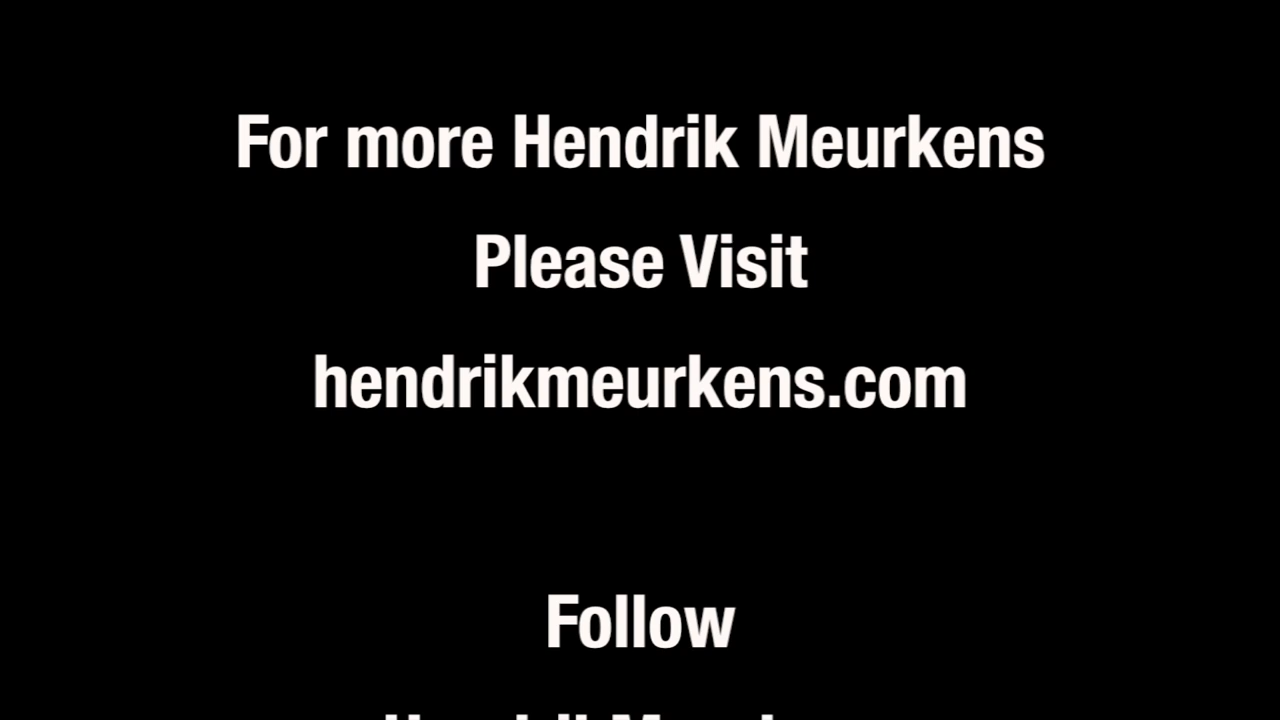 For more Hendrik Meurkens
Please Visit
hendrikmeurkens.com
Follow